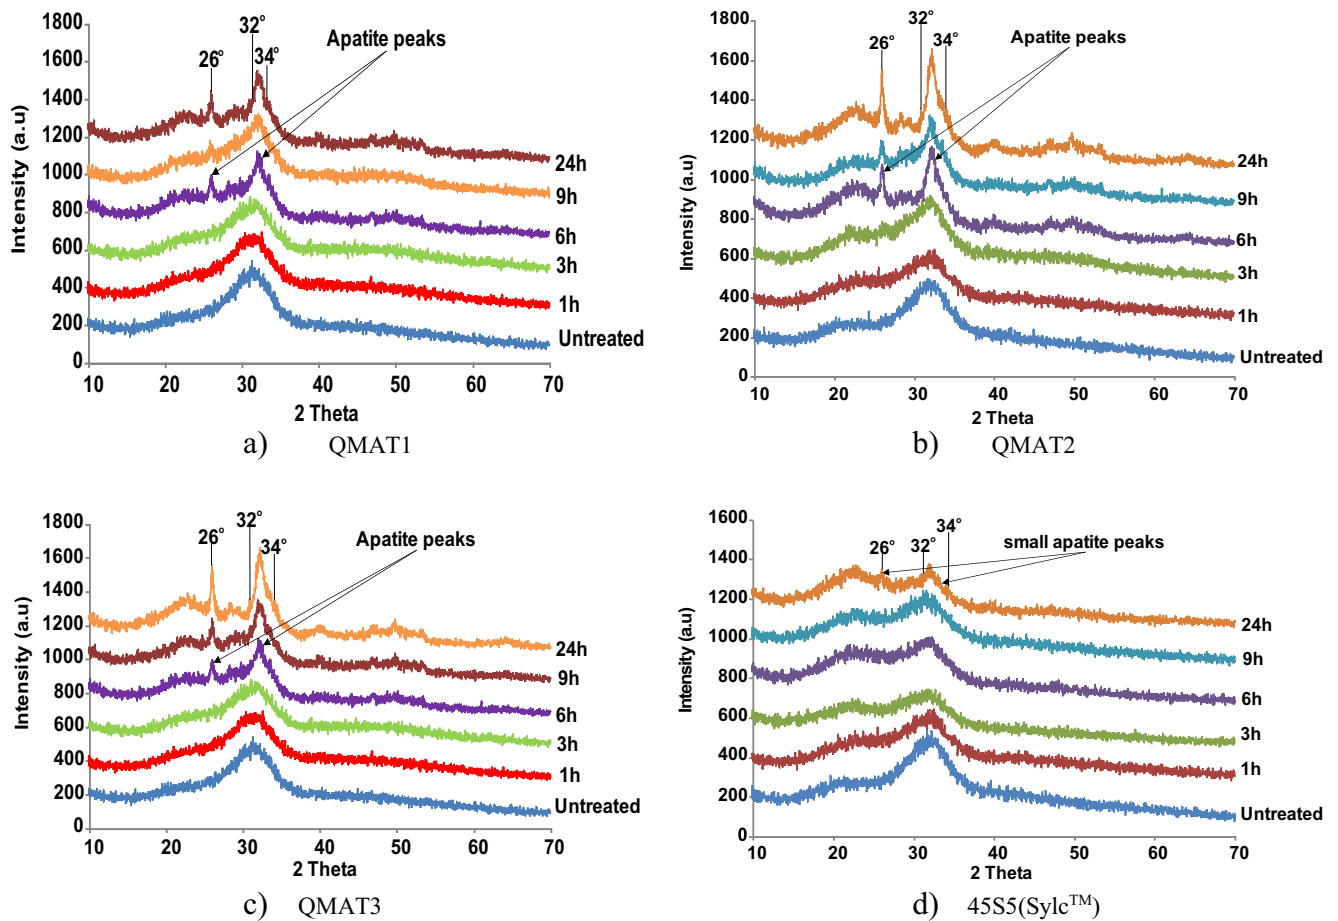 1800
1600
1400
1200
1000
800
600
400
200
0
Intensity (a.u)
26°
32°
34°
Apatite peaks
24h
9h
6h
3h
1h
Untreated
10 20 30 40 50 60 70
2 Theta
a) QMAT1
1800
1600
1400
1200
1000
800
600
400
200
0
Intensity (a.u)
26°
32°
34°
Apatite peaks
24h
9h
6h
3h
1h
Untreated
10 20 30 40 50 60 70
2 Theta
b) QMAT2
1800
1600
1400
1200
1000
800
600
400
200
0
Intensity (a.u)
26°
32°
34°
Apatite peaks
24h
9h
6h
3h
1h
Untreated
10 20 30 40 50 60 70
2 Theta
c) QMAT3
1600
1400
1200
1000
800
600
400
200
0
Intensity (a.u)
26°
32°
34°
small apatite peaks
24h
9h
6h
3h
1h
Untreated
10 20 30 40 50 60 70
2 Theta
d) 45S5(Sylc™)